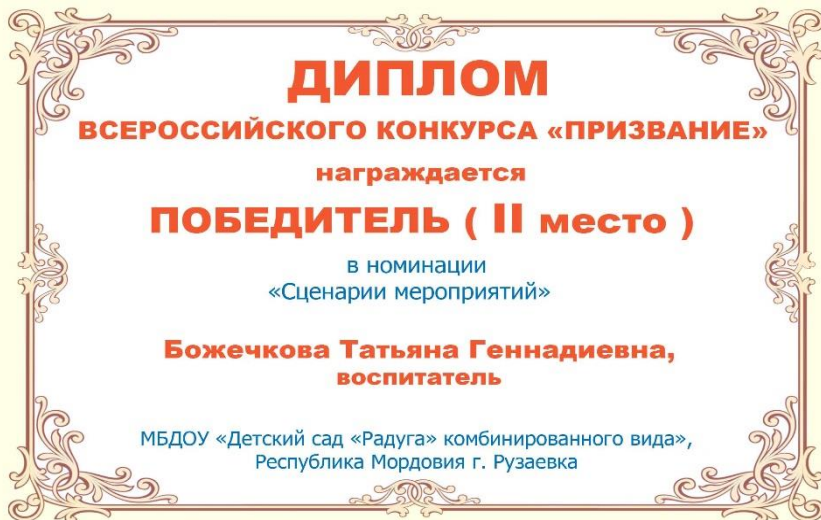 ДИПЛОМ
ВСЕРОССИЙСКОГО КОНКУРСА «ПРИЗВАНИЕ»
награждается
ПОБЕДИТЕЛЬ ( II место )
в номинации
«Сценарии мероприятий»
Божечкова Татьяна Геннадиевна,
воспитатель
МБДОУ «Детский сад «Радуга» комбинированного вида»,
Республика Мордовия г. Рузаевка